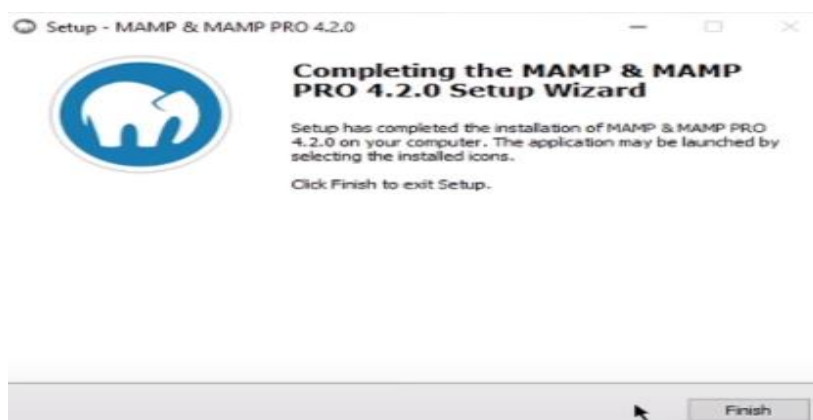 Setup - MAMP & MAMP PRO 4.2.0
Completing the MAMP & MAMP
PRO 4.2.0 Setup Wizard
Setup has completed the installation of MAMP & MAMP PRO
4.2.0 on your computer. The application may be launched by
selecting the installed icons.
Click Finish to exit Setup.
Finish